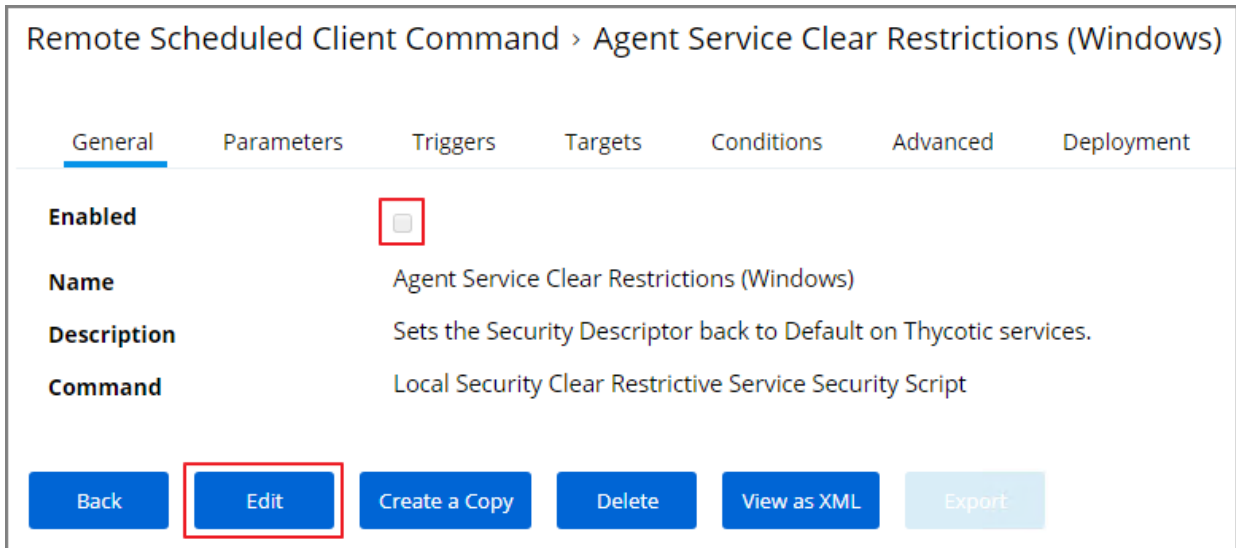 Remote Scheduled Client Command › Agent Service Clear Restrictions (Windows)
General Parameters Triggers Targets Conditions Advanced Deployment
Enabled
Name Agent Service Clear Restrictions (Windows)
Description Sets the Security Descriptor back to Default on Thycotic services.
Command Local Security Clear Restrictive Service Security Script
Back Edit Create a Copy Delete View as XML Export